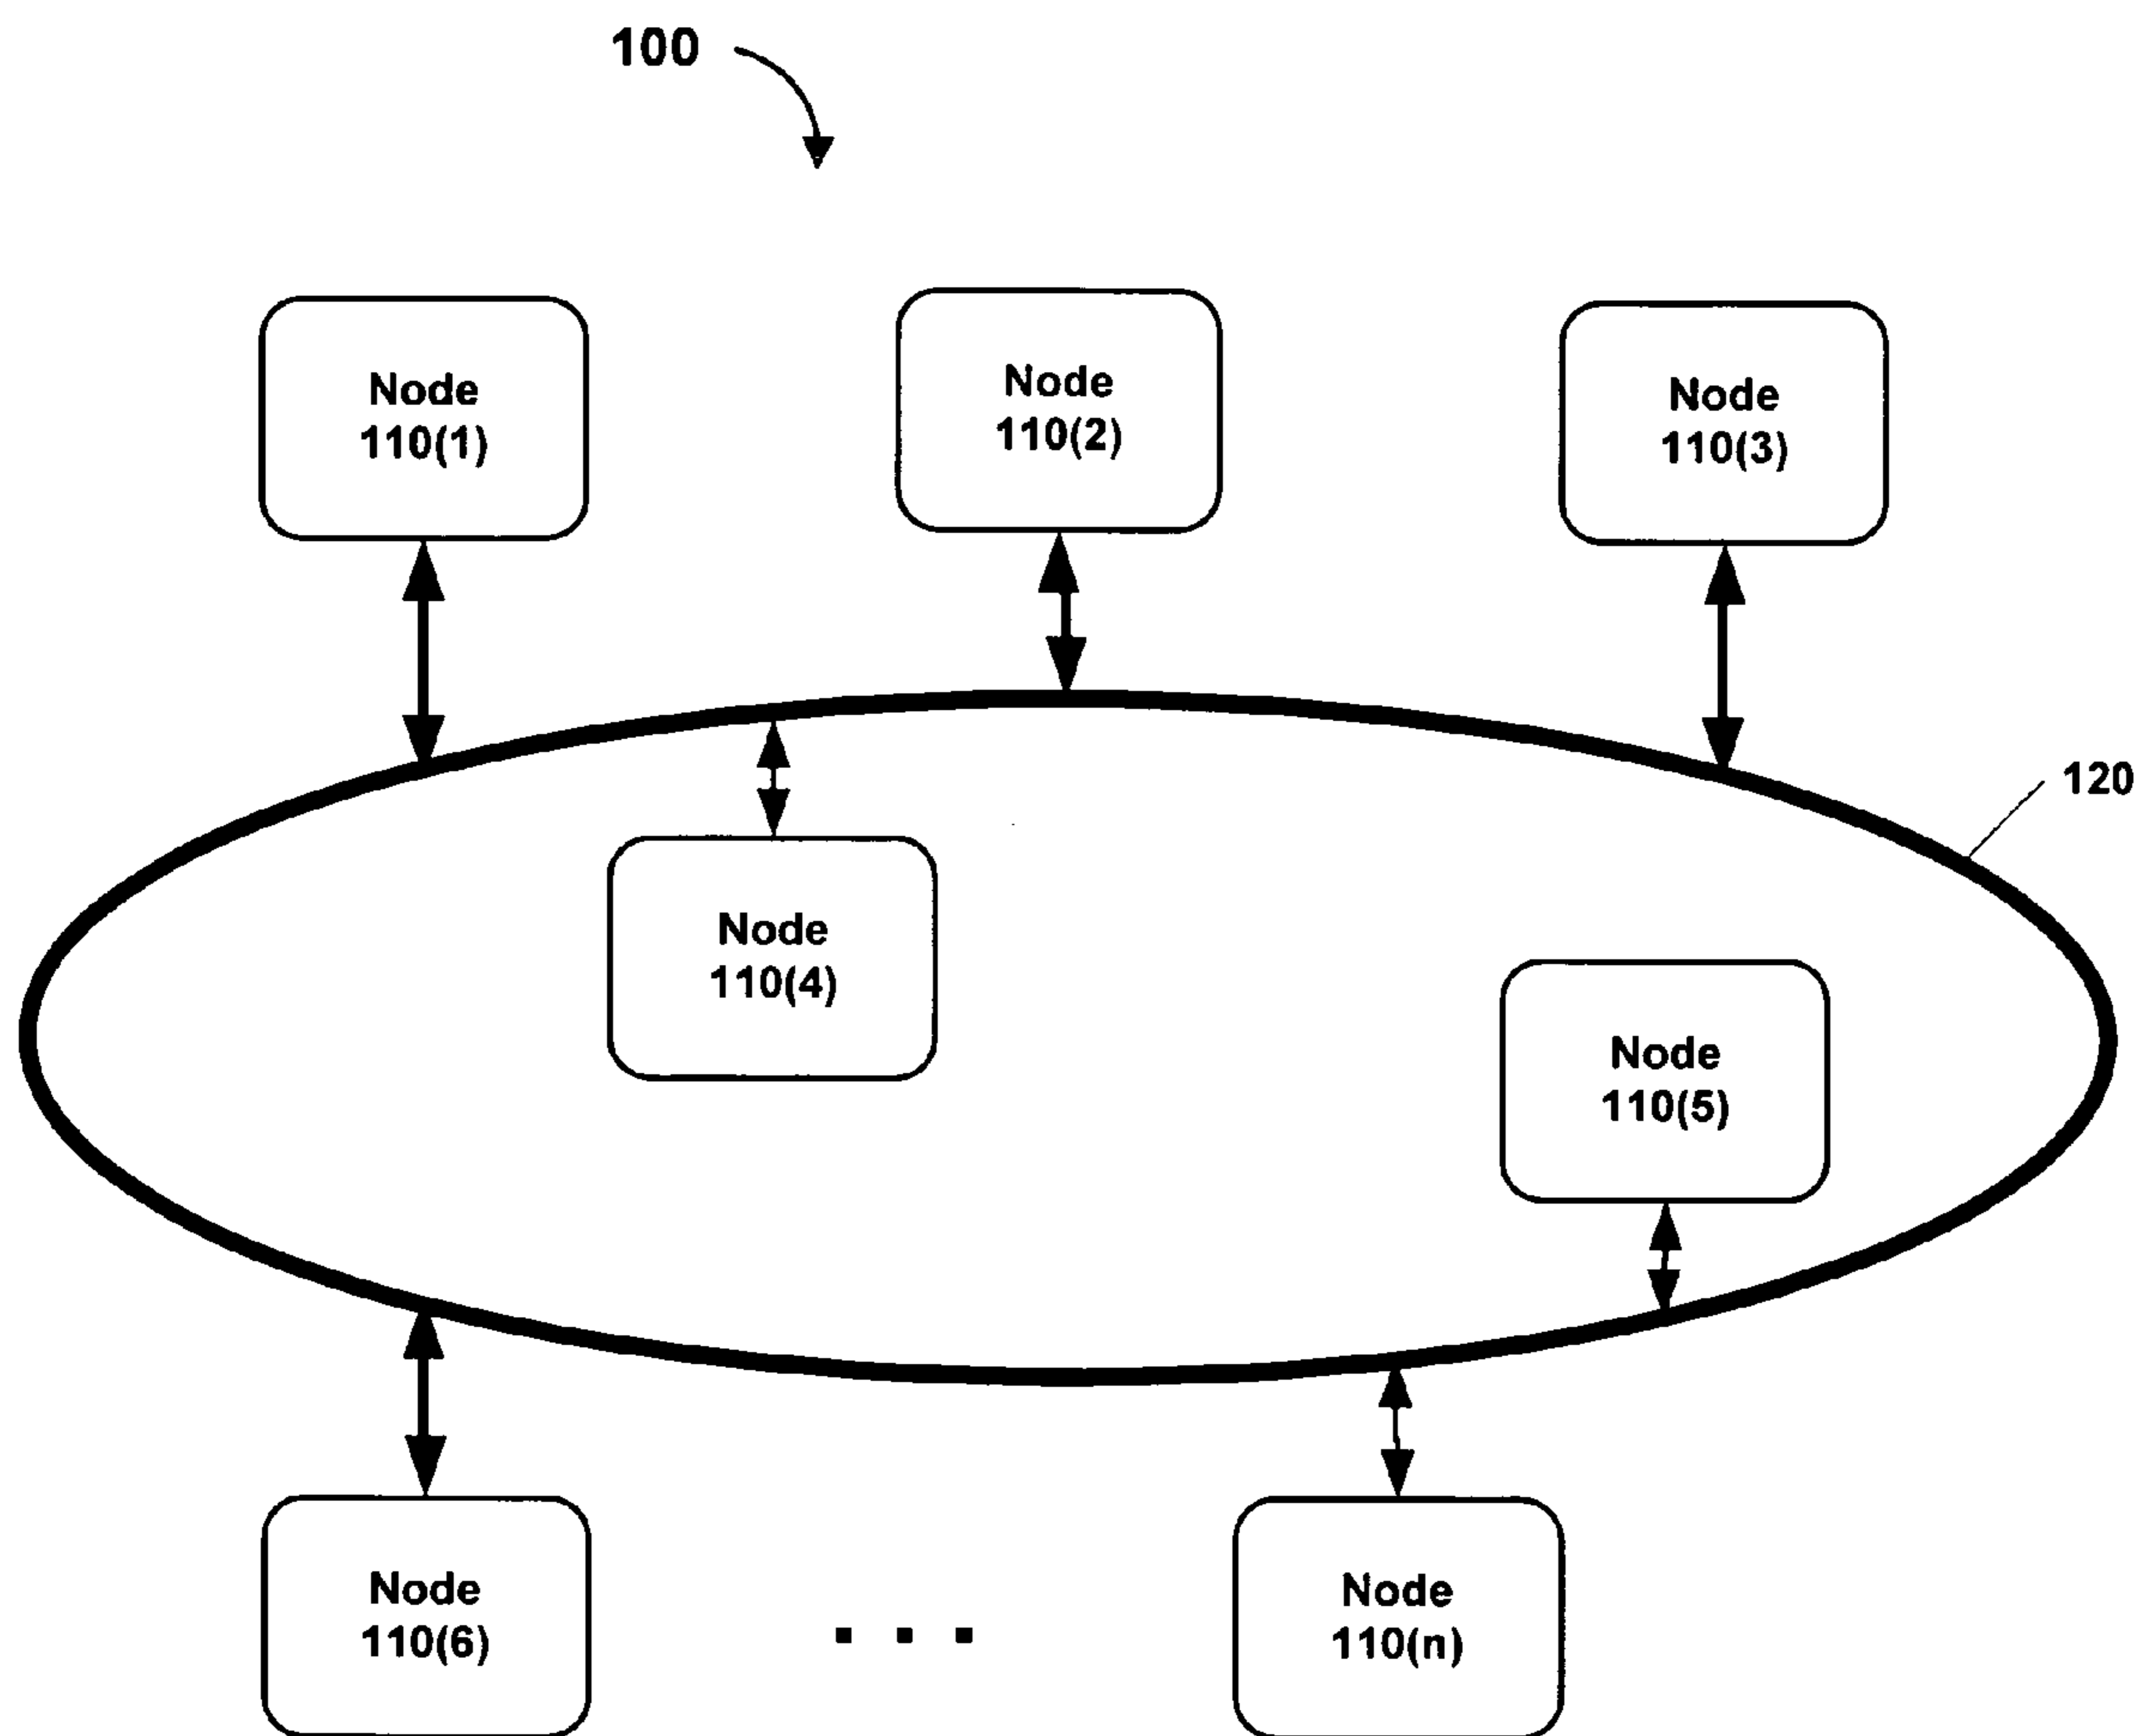 100
Node
110(1)
Node
110(2)
Node
110(3)
120
Node
110(4)
Node
110(5)
Node
110(6)
. . .
Node
110(n)